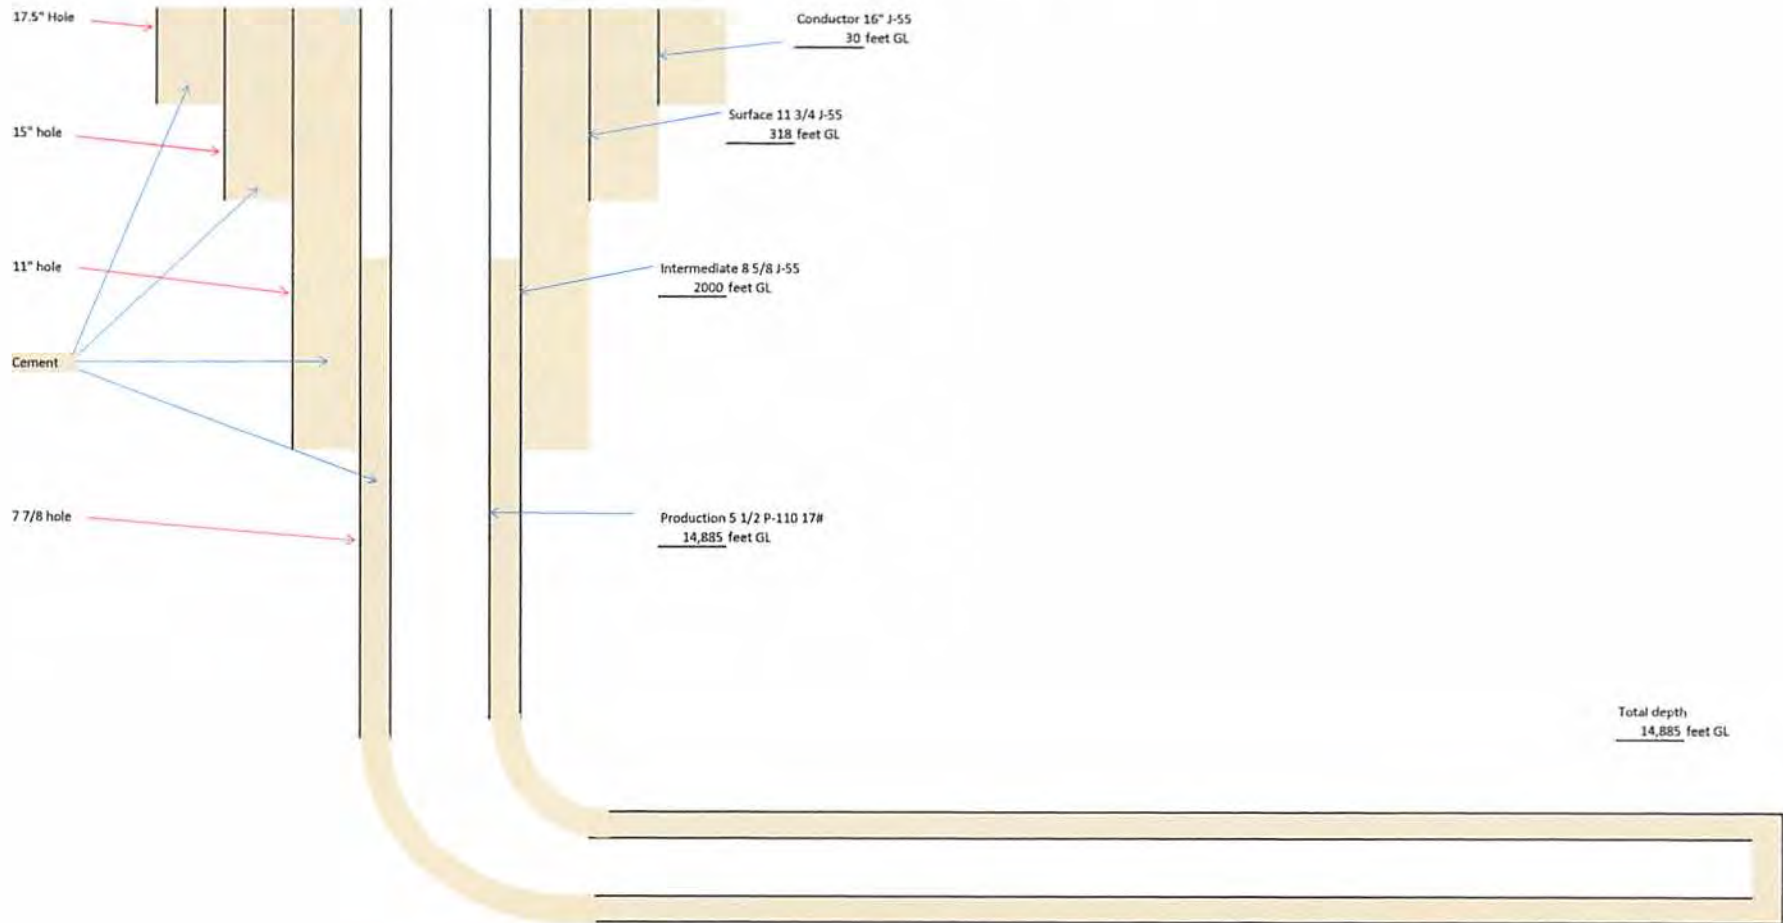 17.5" Hole
Conductor 16" J-55
30 feet GL
Surface 11 3/4 J-55
318 feet GL
15" hole
11" hole
Intermediate 8 5/8 J-55
2000 feet GL
Cement
7 7/8 hole
Production 5 1/2 P-110 17#
14,885 feet GL
Total depth
14,885 feet GL